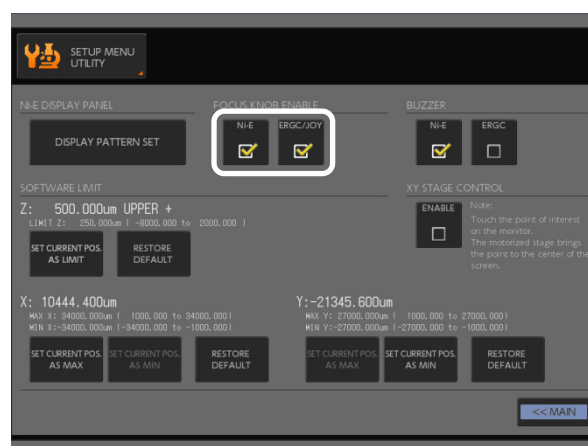 SETUP MENU
UTILITY
NI-E DISPLAY PANEL
FOCUS KNOB ENABLE
BUZZER
DISPLAY PATTERN SET
Ni-E
ERGC/JOY
Ni-E
ERGC
SOFTWARE LIMIT
XY STAGE CONTROL
Z: 500.000um UPPER +
LIMIT Z: 250.000um ( -8000.000 to 2000.000 )
ENABLE
Note:
Touch the point of interest
on the monitor.
The motorized stage brings
the point to the center of the
screen.
SET CURRENT POS.
AS LIMIT
RESTORE
DEFAULT
X: 10444.400um
MAX X: 34000.000um ( 1000.000 to 34000.000)
MIN X:-34000.000um (-34000.000 to -1000.000)
Y:-21345.600um
MAX Y: 27000.000um ( 1000.000 to 27000.000)
MIN Y:-27000.000um (-27000.000 to -1000.000)
SET CURRENT POS.
AS MAX
SET CURRENT POS.
AS MIN
RESTORE
DEFAULT
SET CURRENT POS.
AS MAX
SET CURRENT POS.
AS MIN
RESTORE
DEFAULT
<< MAIN